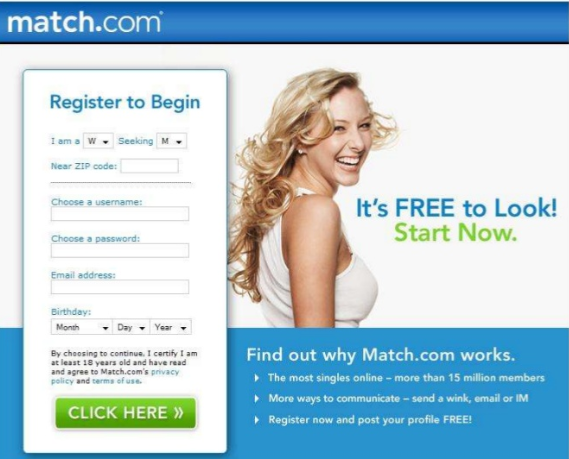 match.com
Register to Begin
I am a W Seeking M
Near ZIP code:
Choose a username:
Choose a password:
Email address:
Birthday:
Month Day Year
By choosing to continue, I certify I am
at least 18 years old and have read
and agree to Match.com's privacy
policy and terms of use.
CLICK HERE »
It's FREE to Look!
Start Now.
Find out why Match.com works.
The most singles online – more than 15 million members
More ways to communicate – send a wink, email or IM
Register now and post your profile FREE!